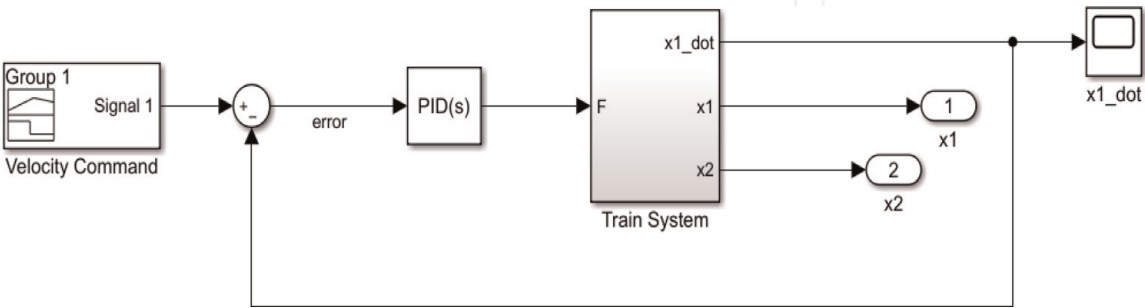 Group 1
Signal 1
Velocity Command
+
−
error
PID(s)
F
x1_dot
x1
x2
Train System
1
x1
2
x2
x1_dot